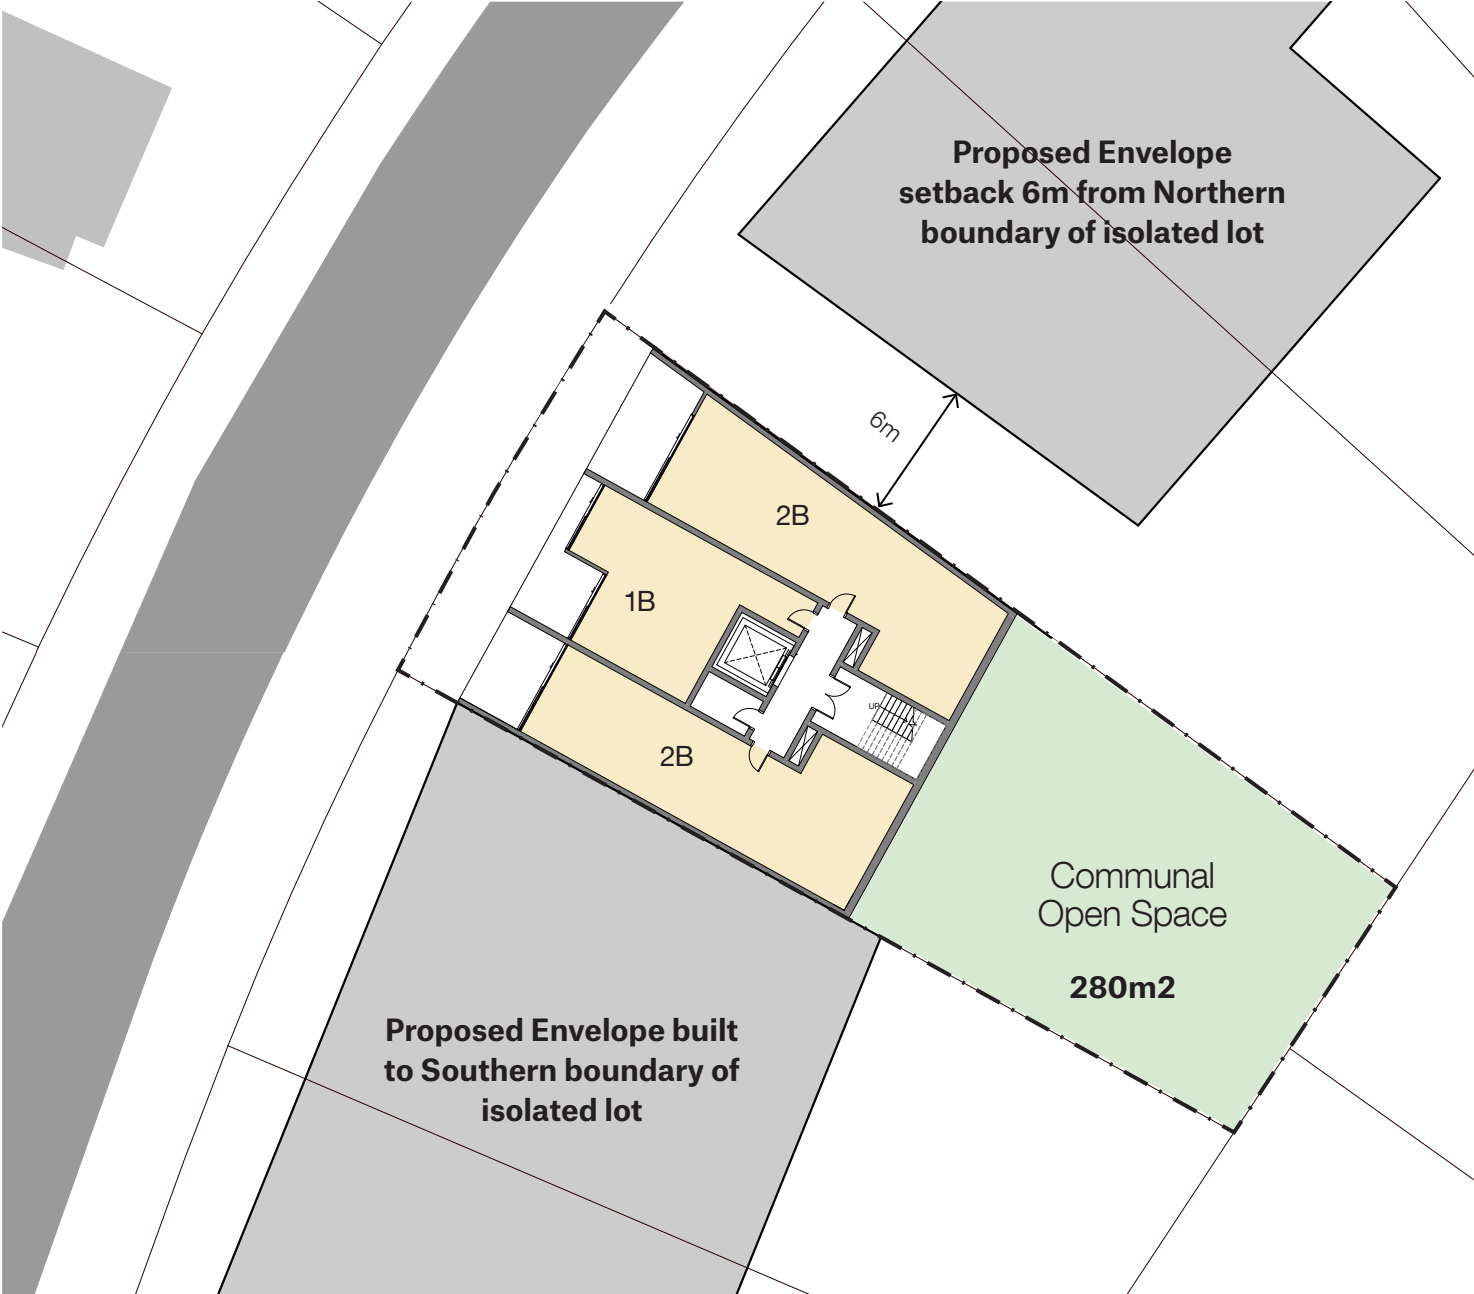 Proposed Envelope
setback 6m from Northern
boundary of isolated lot
6m
2B
1B
UP
2B
Communal
Open Space
280m2
Proposed Envelope built
to Southern boundary of
isolated lot